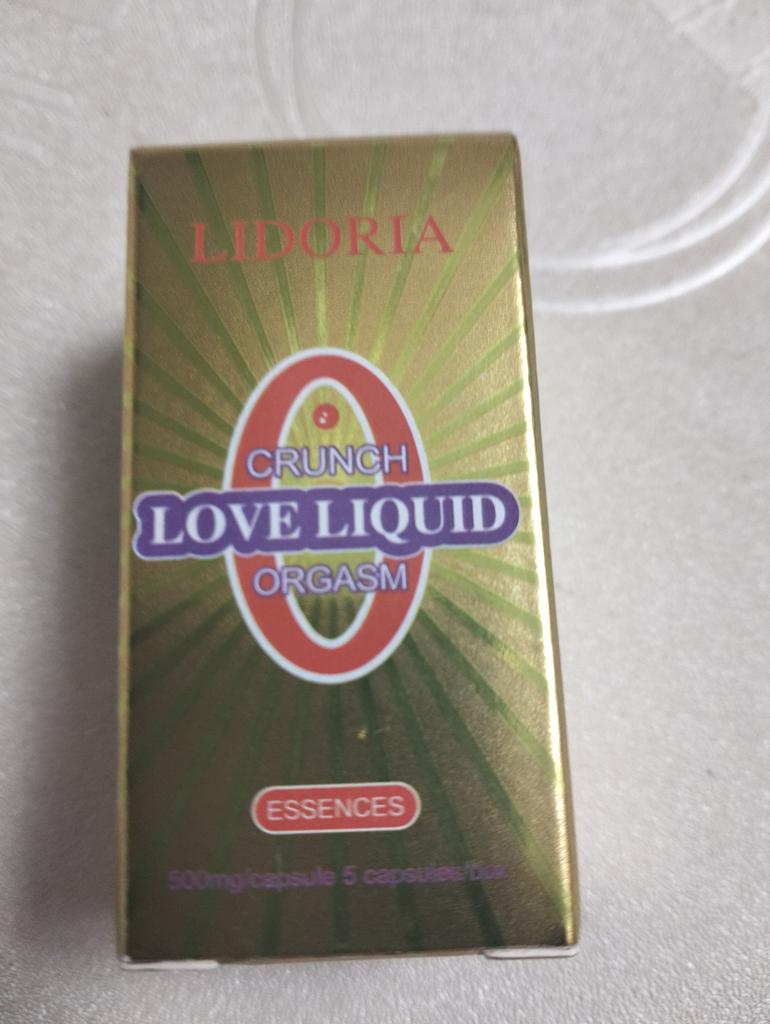 LIDORIA
CRUNCH
LOVE LIQUID
ORGASM
ESSENCES
500mg/capsule 5 capsules/box